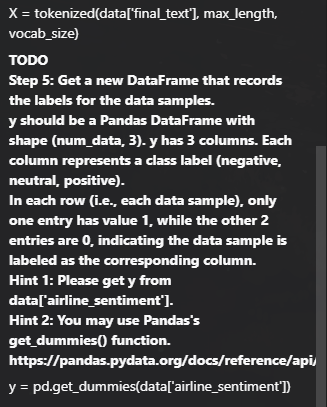 X = tokenized(data['final_text'], max_length,
vocab_size)
TODO
Step 5: Get a new DataFrame that records
the labels for the data samples.
y should be a Pandas DataFrame with
shape (num_data, 3). y has 3 columns. Each
column represents a class label (negative,
neutral, positive).
In each row (i.e., each data sample), only
one entry has value 1, while the other 2
entries are 0, indicating the data sample is
labeled as the corresponding column.
Hint 1: Please get y from
data['airline_sentiment'].
Hint 2: You may use Pandas's
get_dummies() function.
https://pandas.pydata.org/docs/reference/api/
y = pd.get_dummies(data['airline_sentiment'])